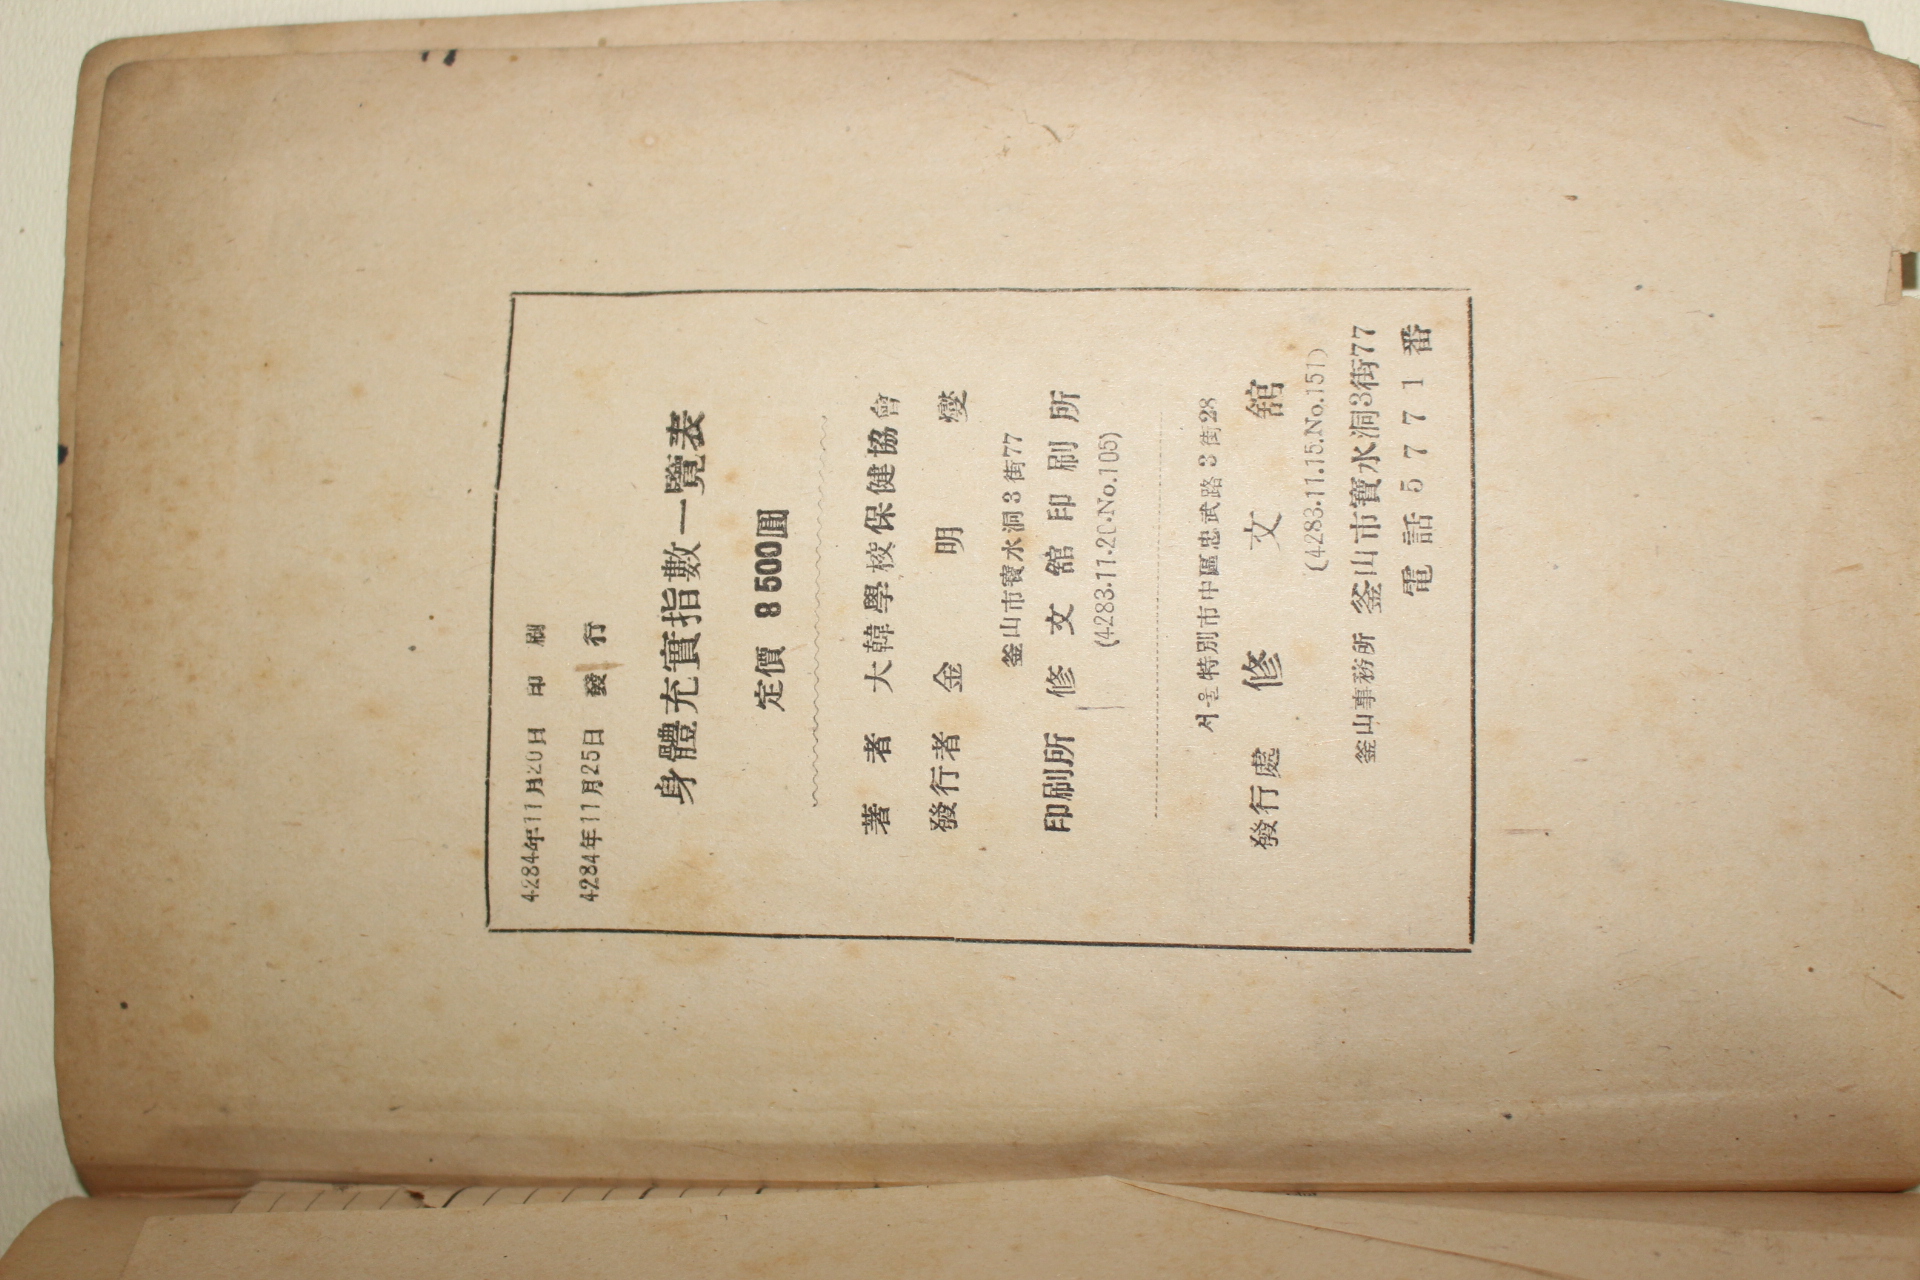 4284年11月20日 印刷
4284年11月25日 發行
身體充實指數一覽表
定價 8500圓
著者 大韓學校保健協會
發行者 金明燮
釜山市寶水洞3街77
印刷所 修文舘印刷所
(4283.11.20.No.105)
서울特別市中區忠武路3街28
發行處 修文舘
(4283.11.15.No.151)
釜山事務所 釜山市寶水洞3街77
電話5771番